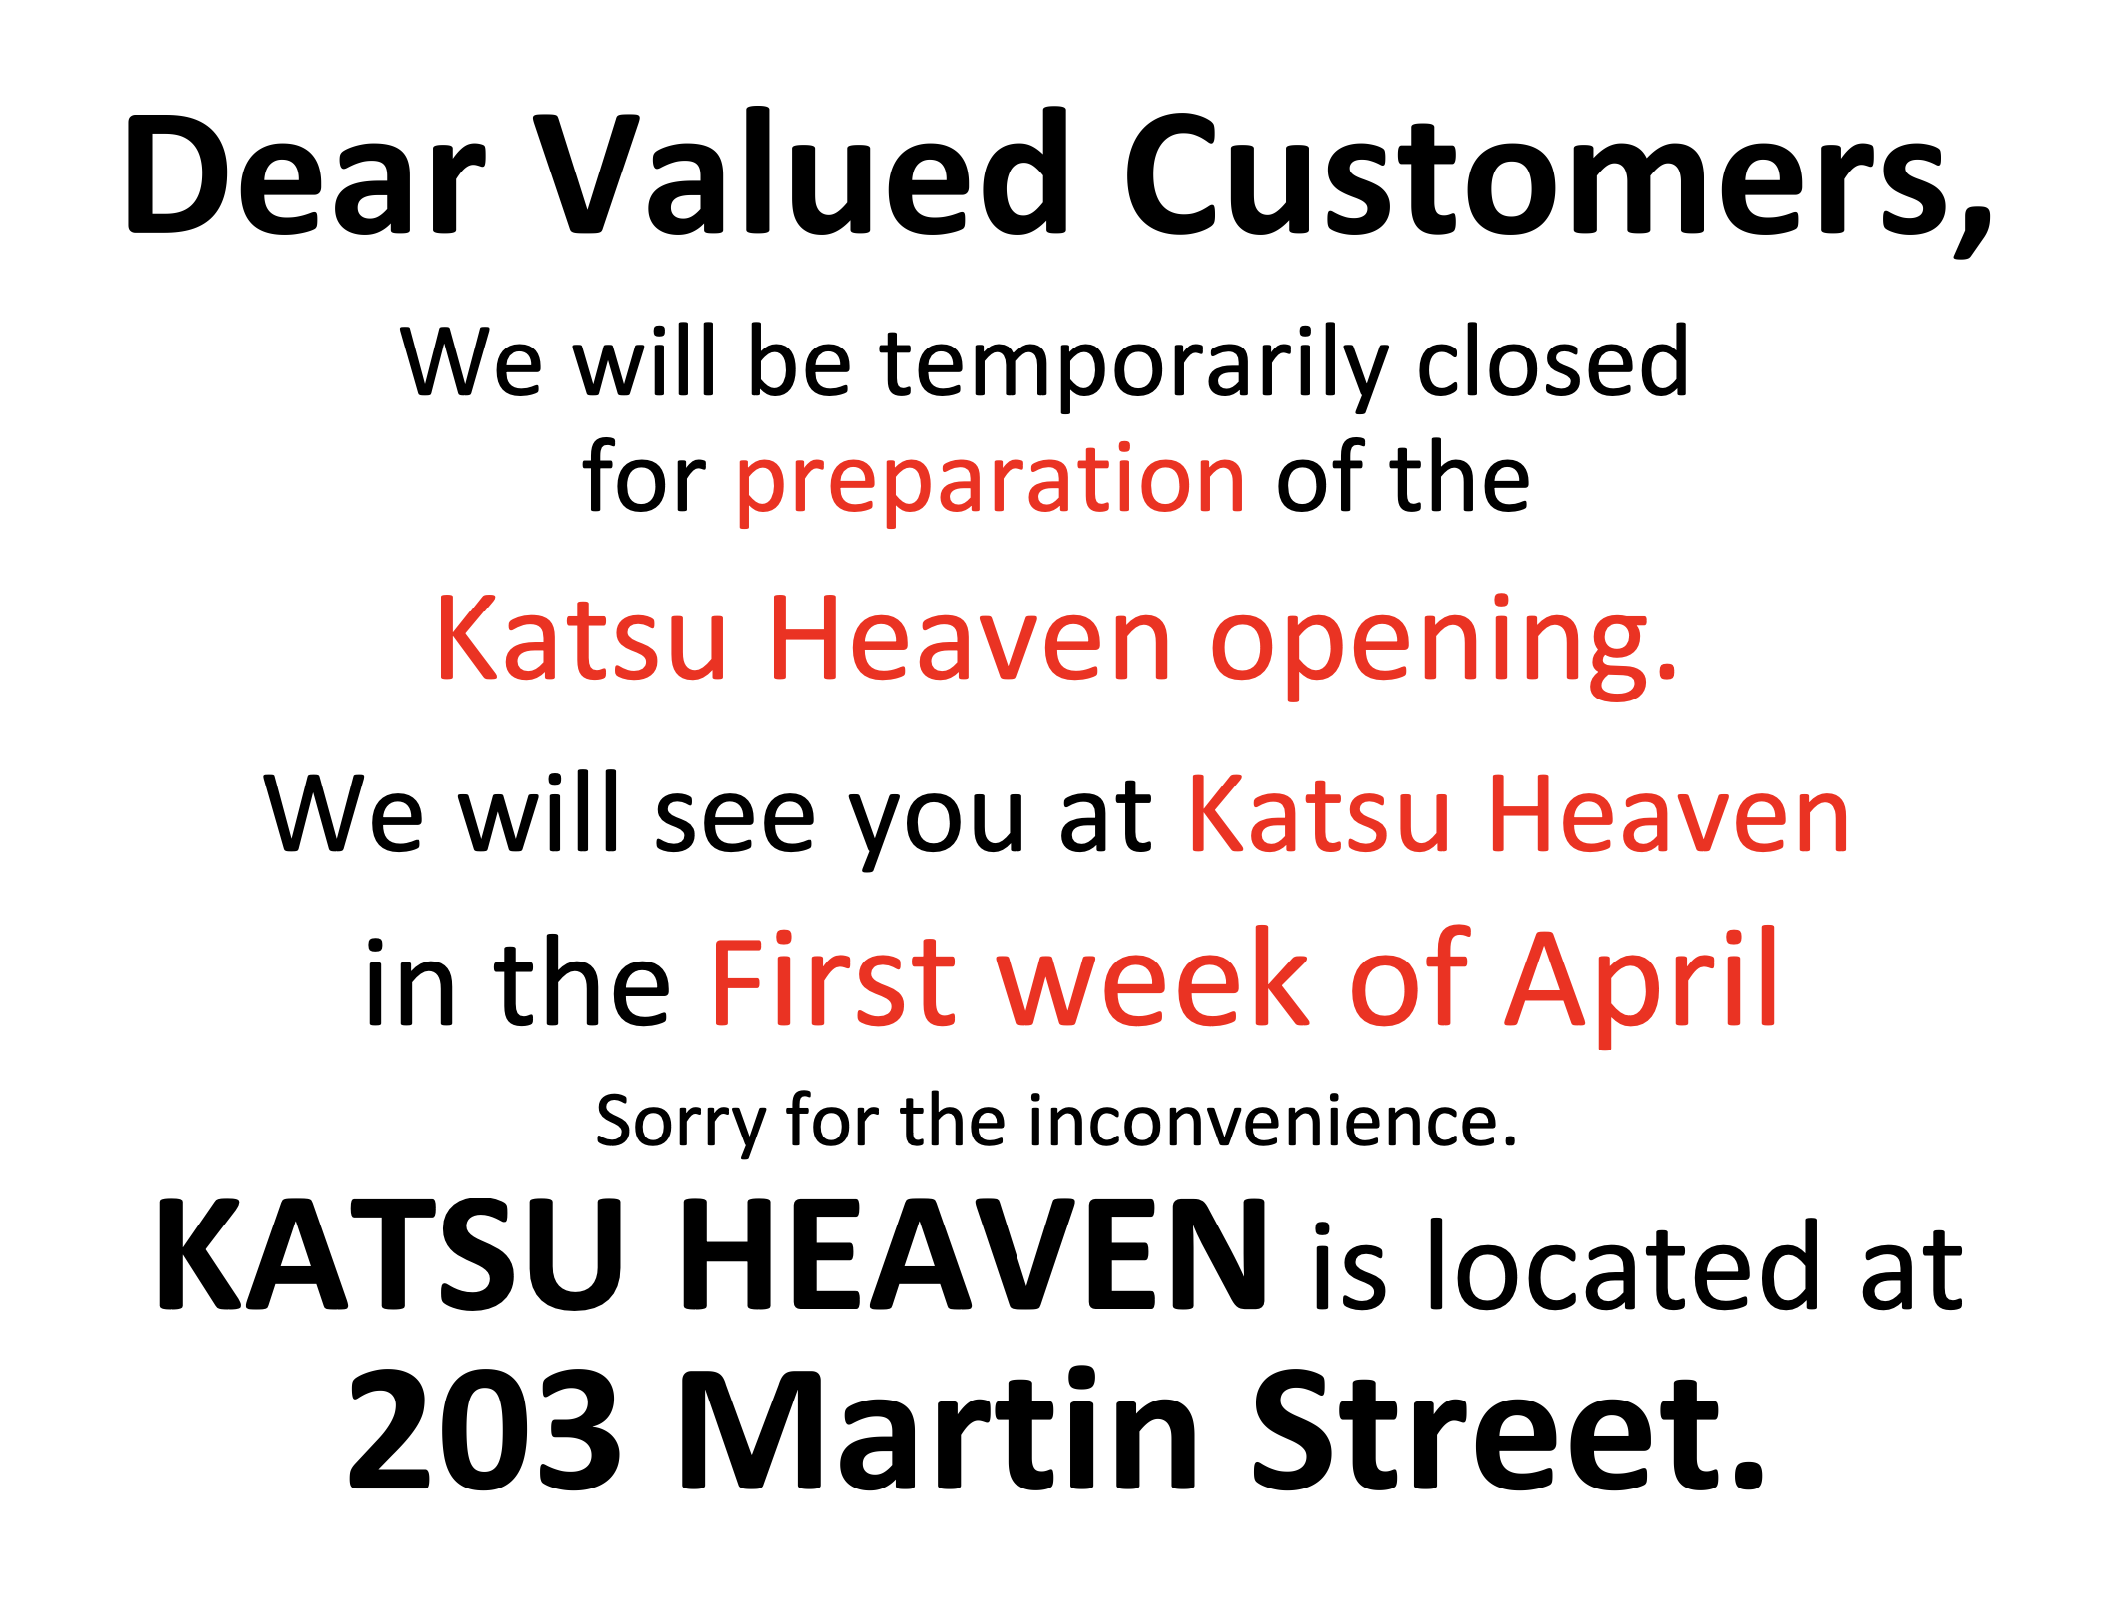 Dear Valued Customers,
We will be temporarily closed
for preparation of the
Katsu Heaven opening.
We will see you at Katsu Heaven
in the First week of April
Sorry for the inconvenience.
KATSU HEAVEN is located at
203 Martin Street.